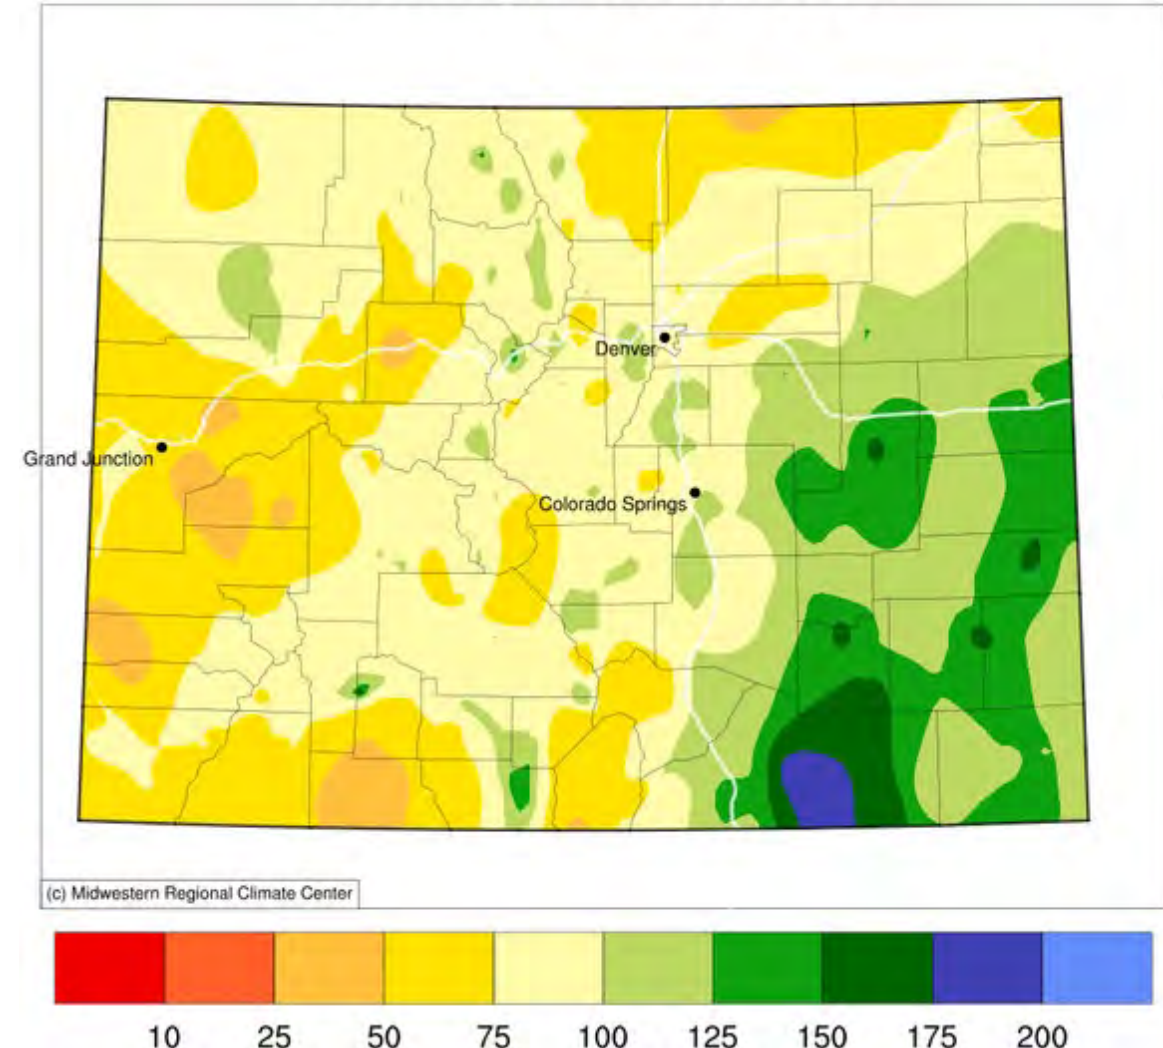 Denver
Grand Junction
Colorado Springs
(c) Midwestern Regional Climate Center
10 25 50 75 100 125 150 175 200